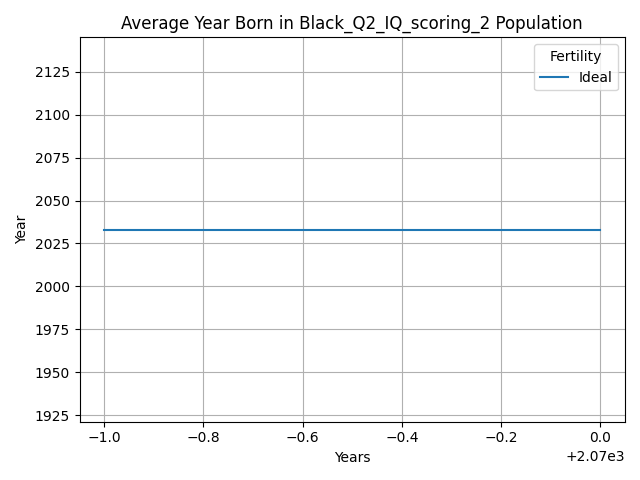 Average Year Born in Black_Q2_IQ_scoring_2 Population
Fertility
Ideal
2125
2100
2075
2050
2025
2000
1975
1950
1925
Year
−1.0 −0.8 −0.6 −0.4 −0.2 0.0
Years
+2.07e3